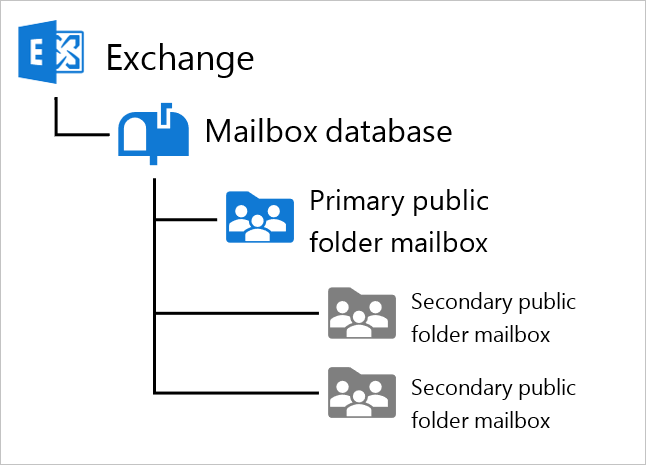 E
Exchange
Mailbox database
Primary public
folder mailbox
Secondary public
folder mailbox
Secondary public
folder mailbox